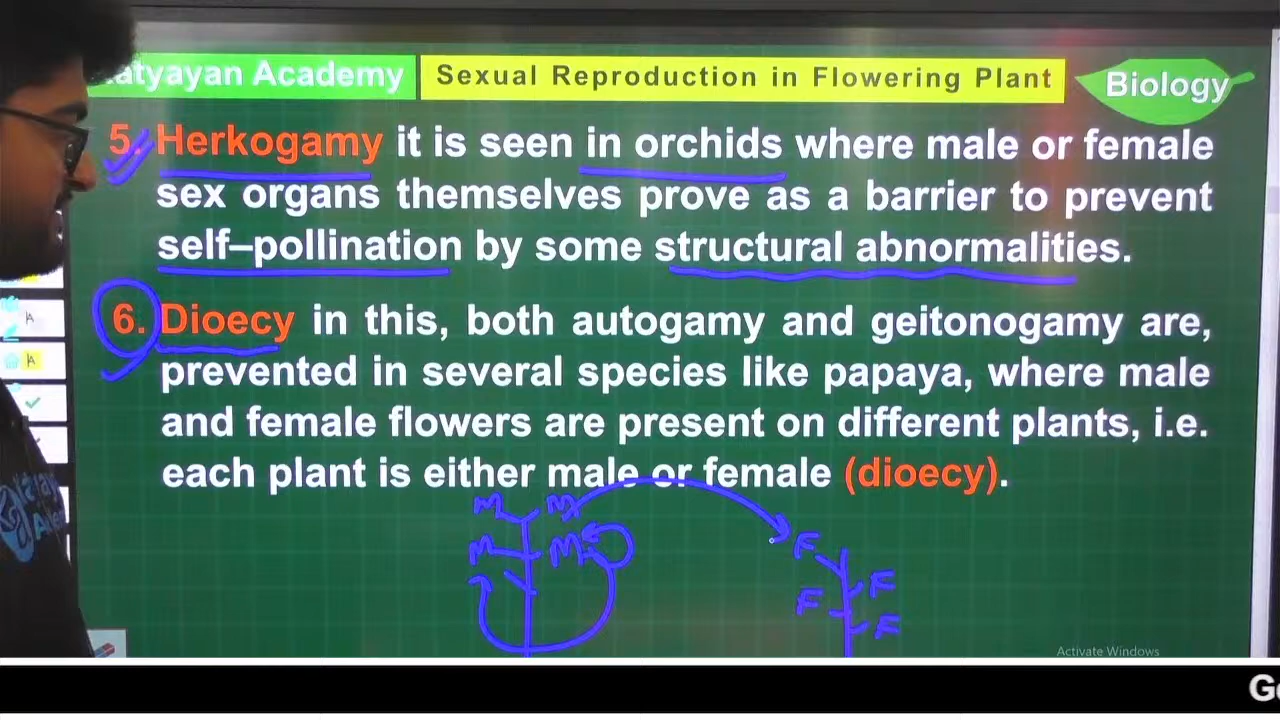 atyayan Academy
Sexual Reproduction in Flowering Plant
Biology
5. Herkogamy it is seen in orchids where male or female
sex organs themselves prove as a barrier to prevent
self–pollination by some structural abnormalities.
6. Dioecy in this, both autogamy and geitonogamy are,
prevented in several species like papaya, where male
and female flowers are present on different plants, i.e.
each plant is either male or female (dioecy).
M M
M M
F
F
F
F
Activate Windows